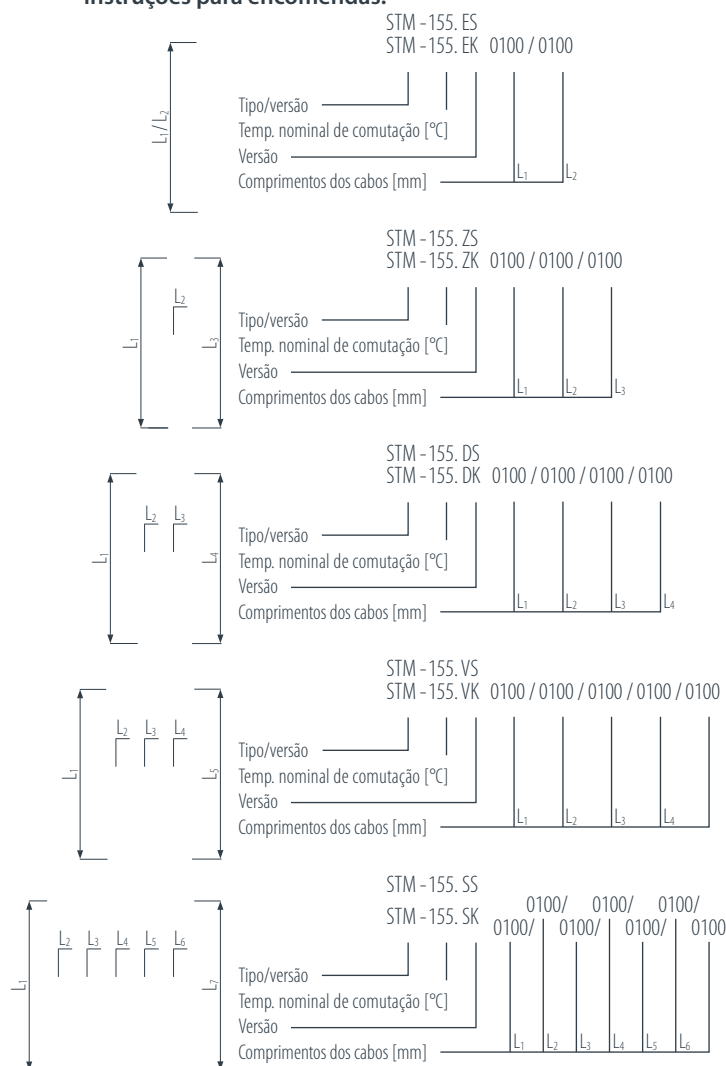 Instruções para encomendas:
STM - 155. ES
STM - 155. EK 0100 / 0100
L1 / L2
Tipo/versão
Temp. nominal de comutação [°C]
Versão
Comprimentos dos cabos [mm]
L1 L2
STM - 155. ZS
STM - 155. ZK 0100 / 0100 / 0100
L1 L2 L3
Tipo/versão
Temp. nominal de comutação [°C]
Versão
Comprimentos dos cabos [mm]
L1 L2 L3
STM - 155. DS
STM - 155. DK 0100 / 0100 / 0100 / 0100
L1 L2 L3 L4
Tipo/versão
Temp. nominal de comutação [°C]
Versão
Comprimentos dos cabos [mm]
L1 L2 L3 L4
STM - 155. VS
STM - 155. VK 0100 / 0100 / 0100 / 0100 / 0100
L1 L2 L3 L4 L5
Tipo/versão
Temp. nominal de comutação [°C]
Versão
Comprimentos dos cabos [mm]
L1 L2 L3 L4
STM - 155. SS
STM - 155. SK
0100/ 0100/ 0100/
0100/ 0100/ 0100/ 0100
L1 L2 L3 L4 L5 L6 L7
Tipo/versão
Temp. nominal de comutação [°C]
Versão
Comprimentos dos cabos [mm]
L1 L2 L3 L4 L5 L6